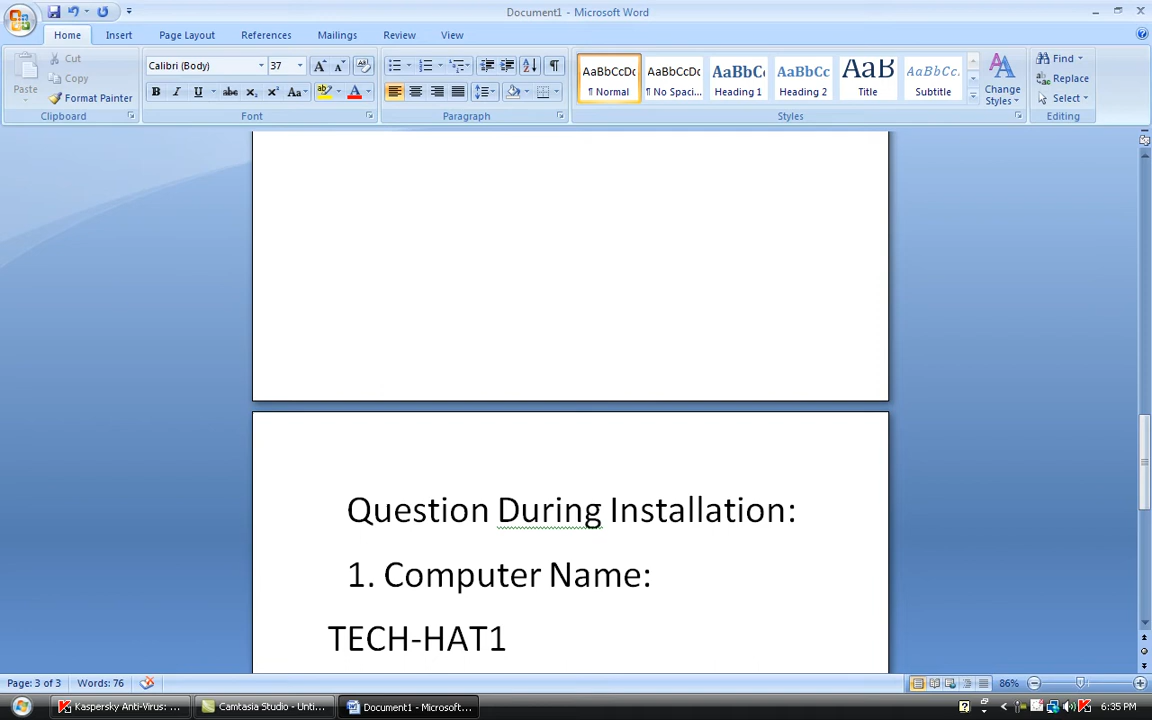 Document1 - Microsoft Word
Home Insert Page Layout References Mailings Review View
Paste
Cut
Copy
Format Painter
Clipboard
Calibri (Body) 37
Font
Paragraph
AaBbCcDc AaBbCcDc AaBbC AaBbCc AaB AaBbCc.
¶ Normal ¶ No Spaci... Heading 1 Heading 2 Title Subtitle
Change Styles
Styles
Find
Replace
Select
Editing
Question During Installation:
1. Computer Name:
TECH-HAT1
Page: 3 of 3 Words: 76 86%
Kaspersky Anti-Virus: ... Camtasia Studio - Unti... Document1 - Microsoft... 6:35 PM